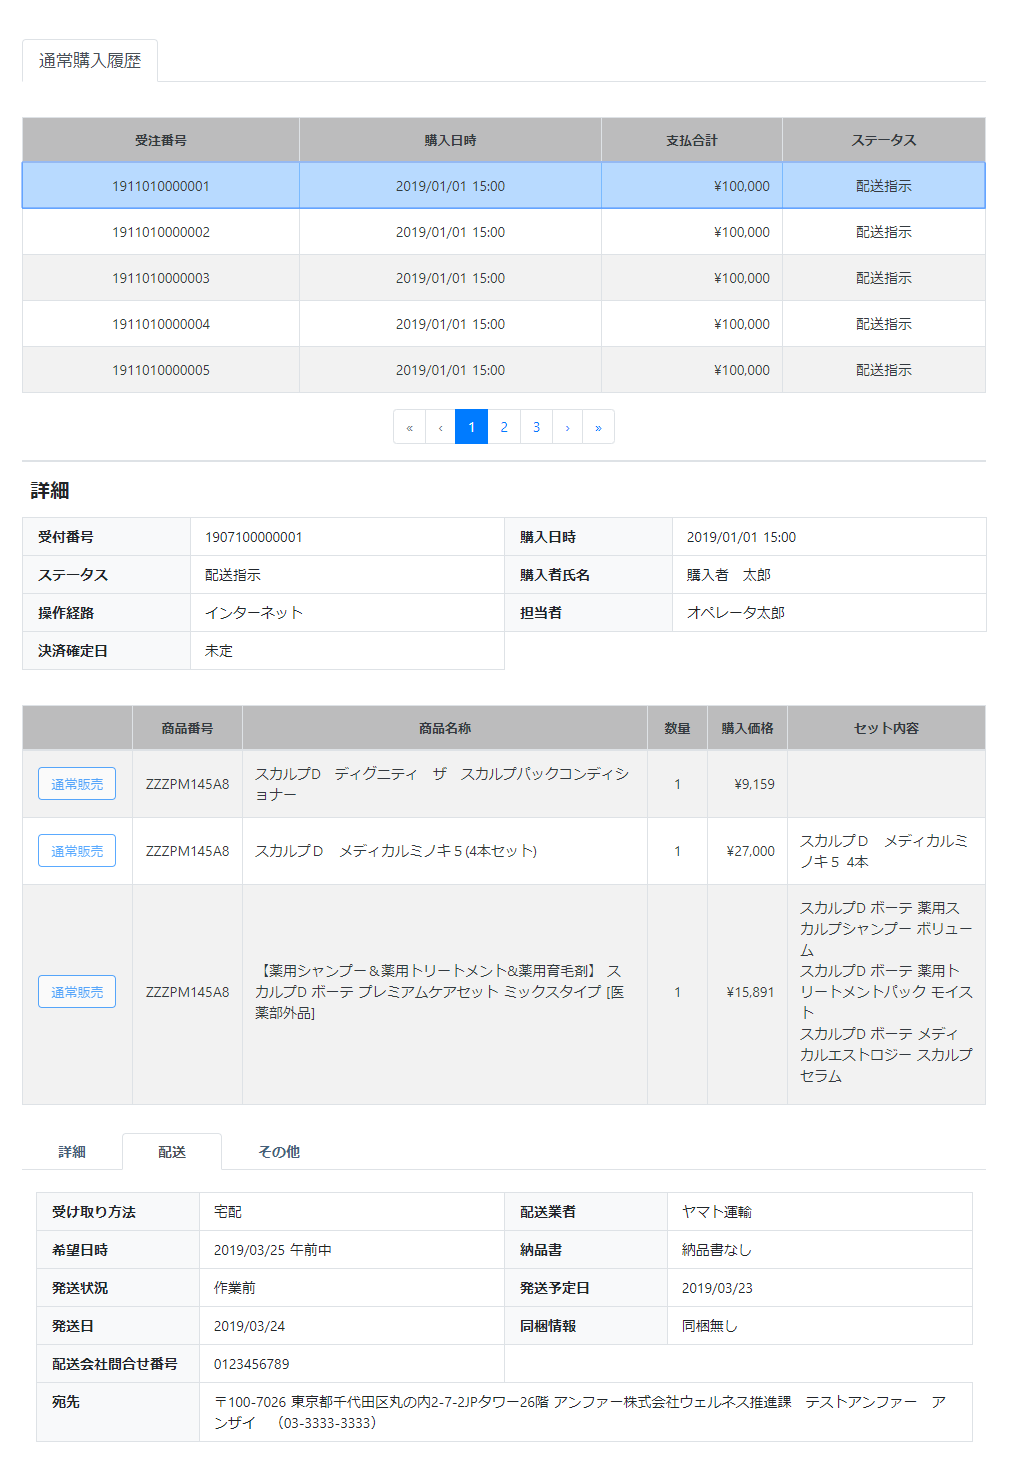 通常購入履歴
受注番号 購入日時 支払合計 ステータス
1911010000001 2019/01/01 15:00 ¥100,000 配送指示
1911010000002 2019/01/01 15:00 ¥100,000 配送指示
1911010000003 2019/01/01 15:00 ¥100,000 配送指示
1911010000004 2019/01/01 15:00 ¥100,000 配送指示
1911010000005 2019/01/01 15:00 ¥100,000 配送指示
« ‹ 1 2 3 › »
詳細
受付番号 1907100000001 購入日時 2019/01/01 15:00
ステータス 配送指示 購入者氏名 購入者　太郎
操作経路 インターネット 担当者 オペレータ太郎
決済確定日 未定
商品番号 商品名称 数量 購入価格 セット内容
通常販売 ZZZPM145A8 スカルプD　ディグニティ　ザ　スカルプパックコンディシ
ョナー 1 ¥9,159
通常販売 ZZZPM145A8 スカルプＤ　メディカルミノキ５(4本セット) 1 ¥27,000 スカルプＤ　メディカルミ
ノキ５ 4本
通常販売 ZZZPM145A8 【薬用シャンプー＆薬用トリートメント&薬用育毛剤】 ス
カルプD ボーテ プレミアムケアセット ミックスタイプ [医
薬部外品] 1 ¥15,891 スカルプD ボーテ 薬用ス
カルプシャンプー ボリュー
ム
スカルプD ボーテ 薬用ト
リートメントパック モイス
ト
スカルプD ボーテ メディ
カルエストロジー スカルプ
セラム
詳細 配送 その他
受け取り方法 宅配 配送業者 ヤマト運輸
希望日時 2019/03/25 午前中 納品書 納品書なし
発送状況 作業前 発送予定日 2019/03/23
発送日 2019/03/24 同梱情報 同梱無し
配送会社問合せ番号 0123456789
宛先 〒100-7026 東京都千代田区丸の内2-7-2JPタワー26階 アンファー株式会社ウェルネス推進課　テストアンファー　ア
ンザイ　（03-3333-3333）